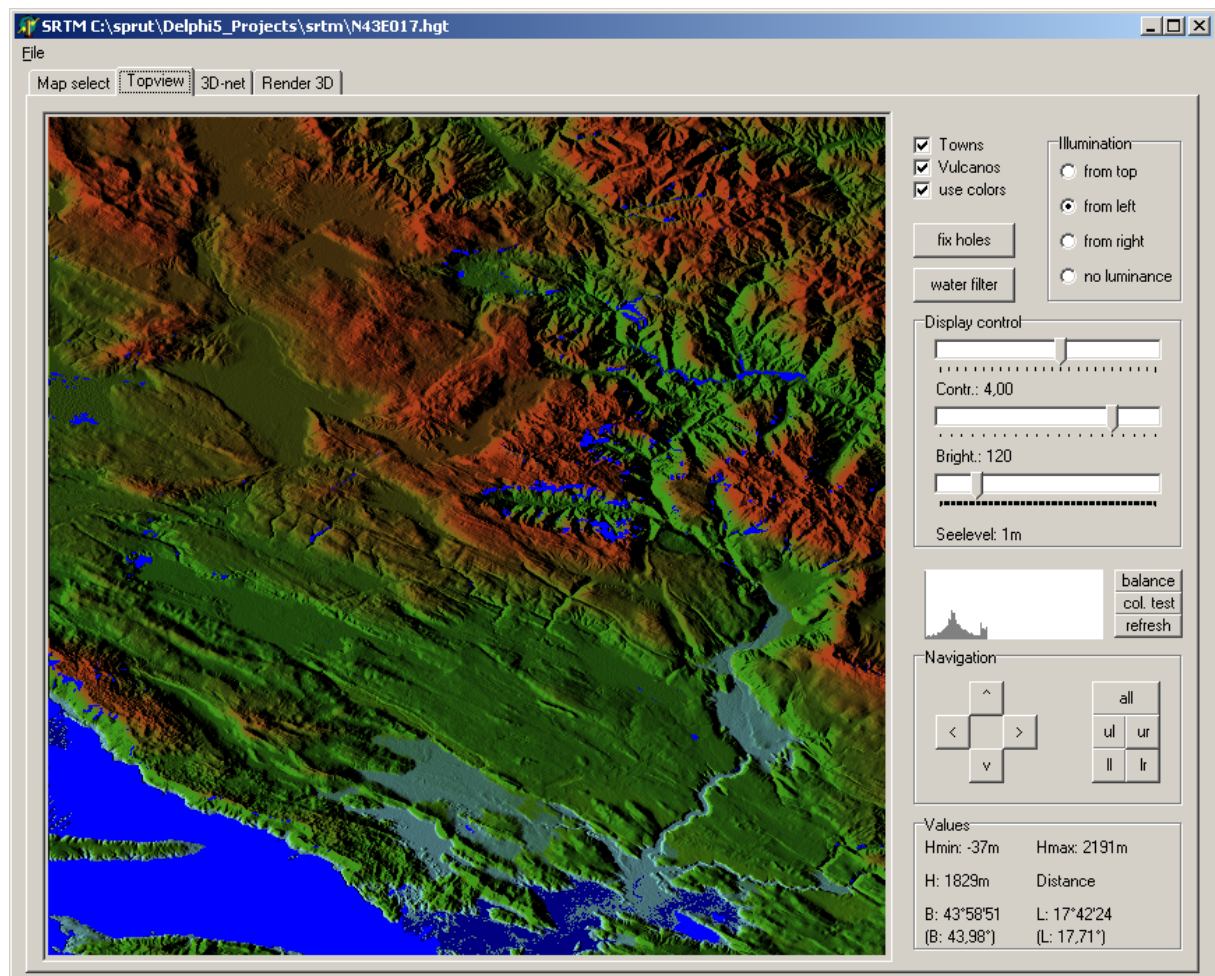 SRTM C:\sprut\Delphi5_Projects\srtm\N43E017.hgt
File
Map select Topview 3D-net Render 3D
Towns
Vulcanos
use colors
fix holes
water filter
Illumination
from top
from left
from right
no luminance
Display control
Contr.: 4,00
Bright.: 120
Seelevel: 1m
balance
col. test
refresh
Navigation
^
< >
v
all
ul ur
ll lr
Values
Hmin: -37m Hmax: 2191m
H: 1829m Distance
B: 43°58'51 L: 17°42'24
(B: 43,98°) (L: 17,71°)